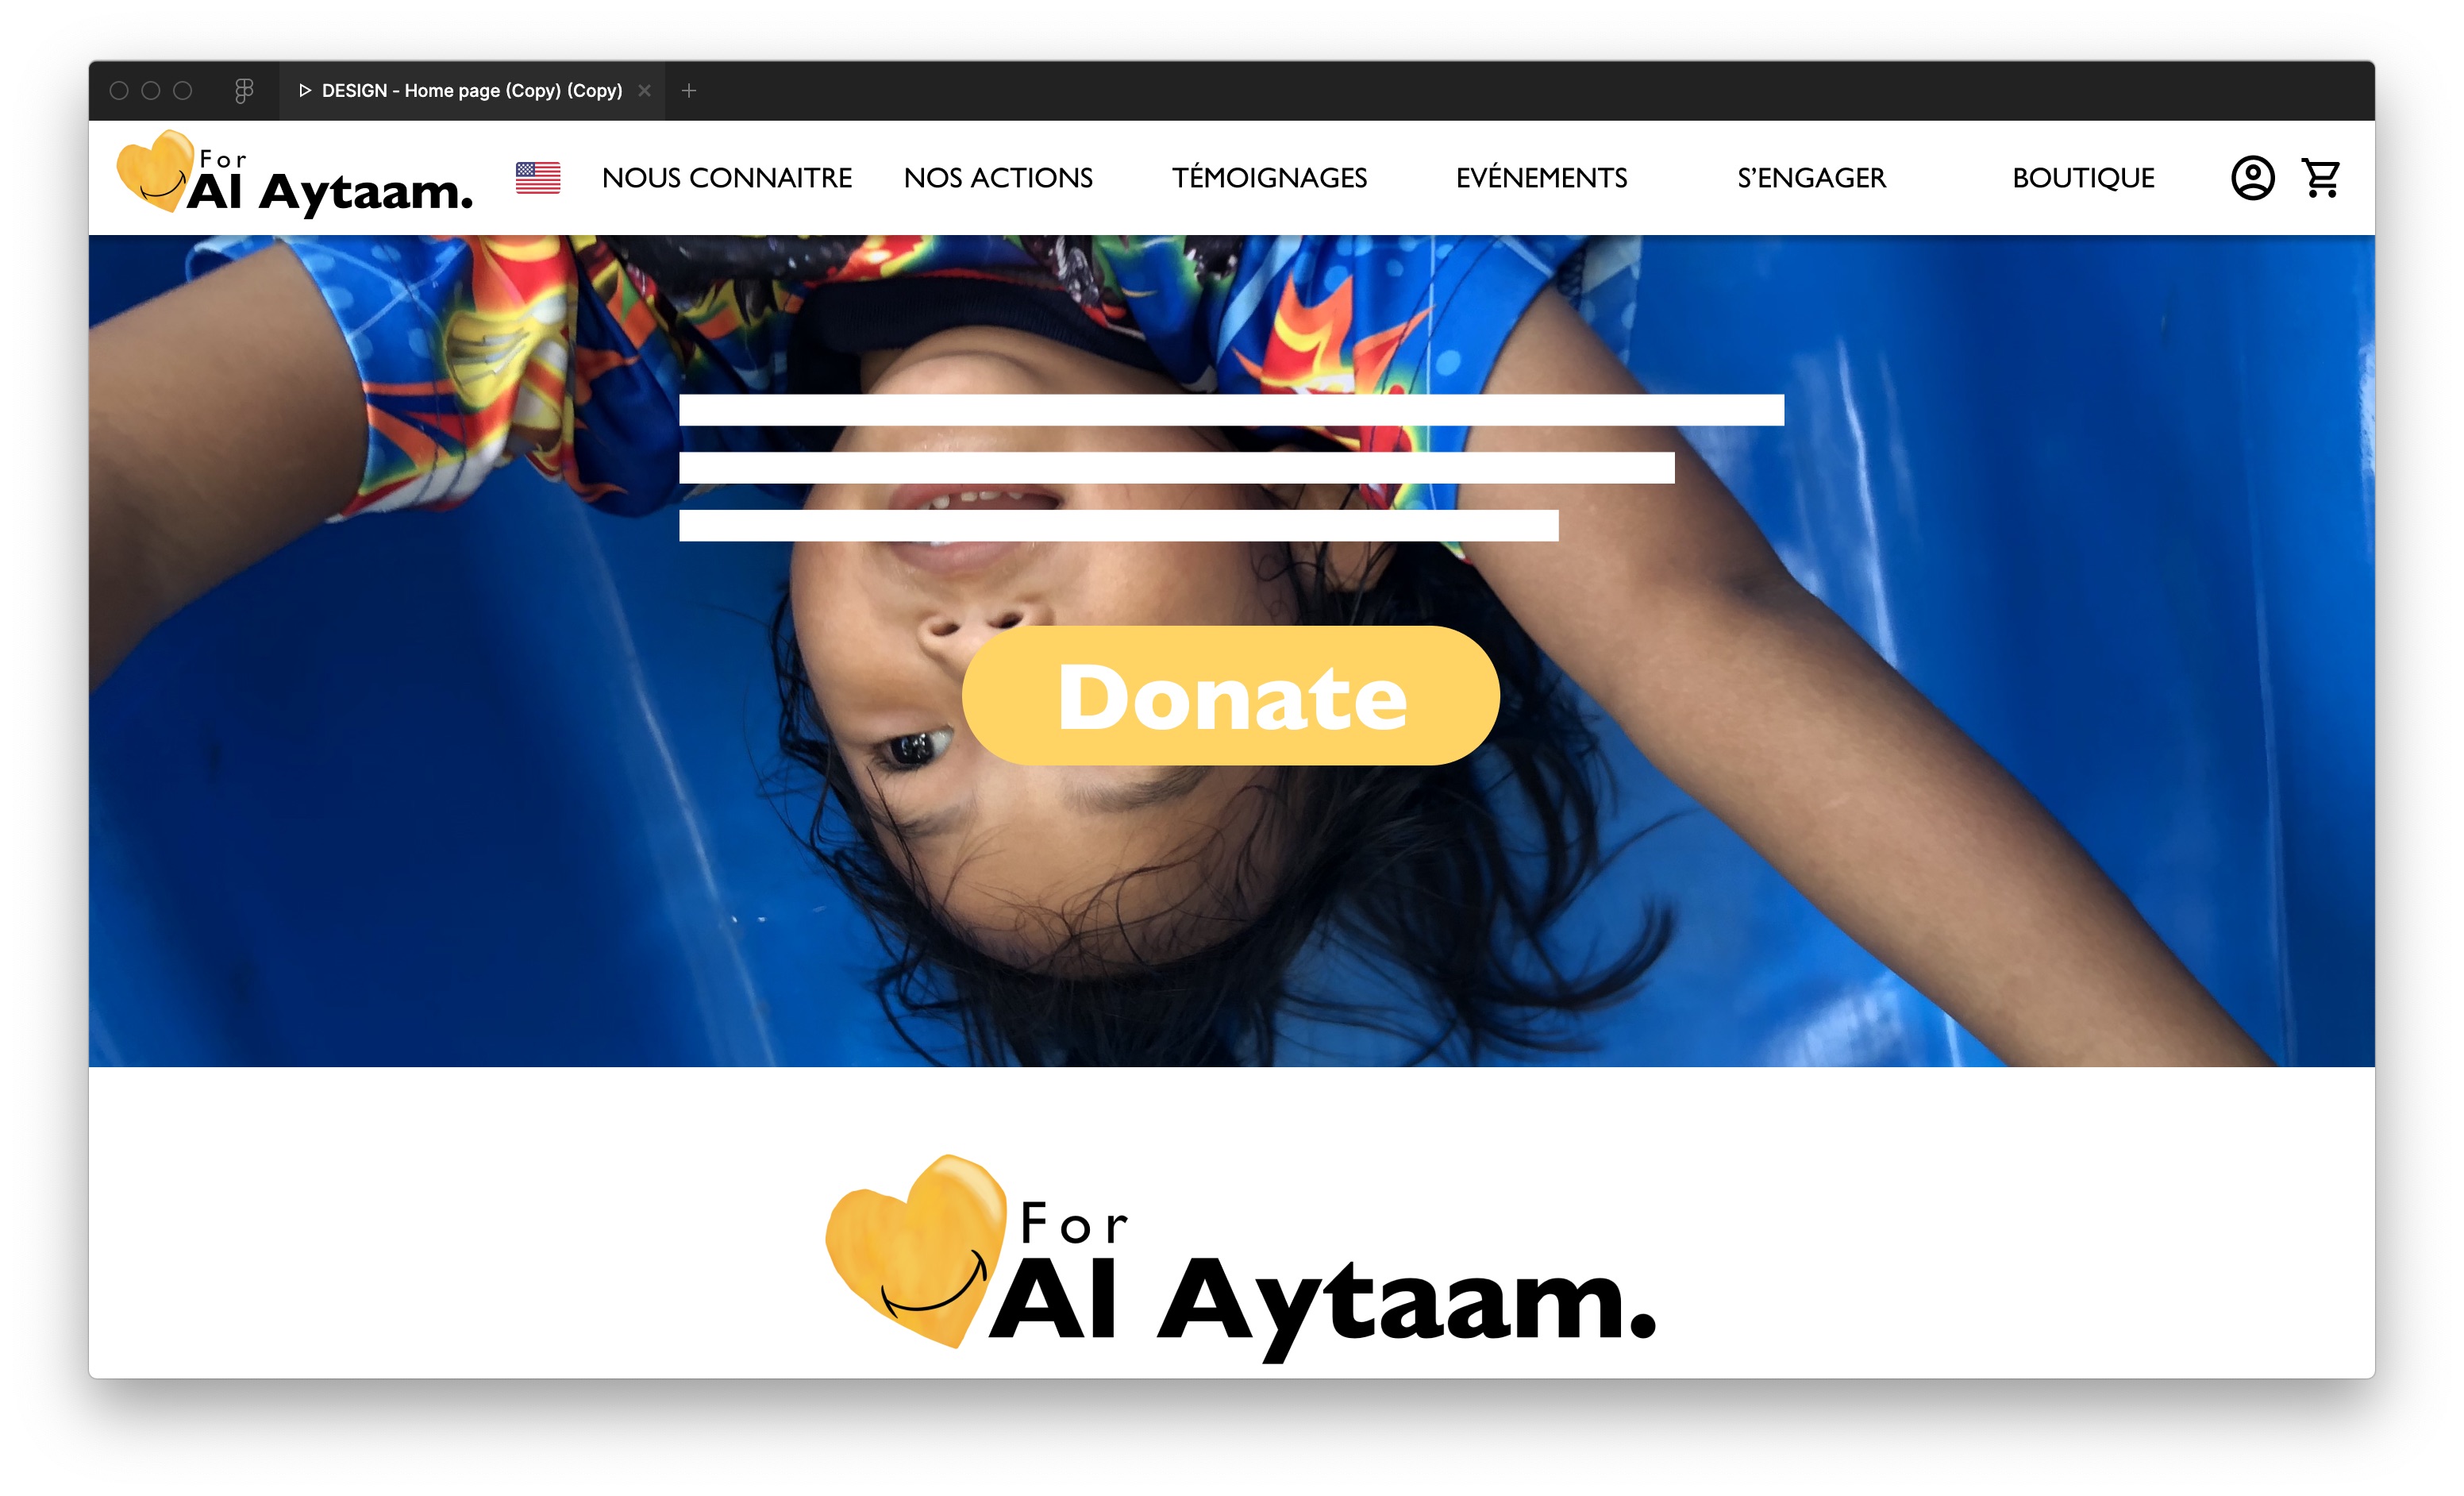 DESIGN - Home page (Copy) (Copy)
For
Al Aytaam.
NOUS CONNAITRE NOS ACTIONS TÉMOIGNAGES EVÉNEMENTS S’ENGAGER BOUTIQUE
Donate
For
Al Aytaam.